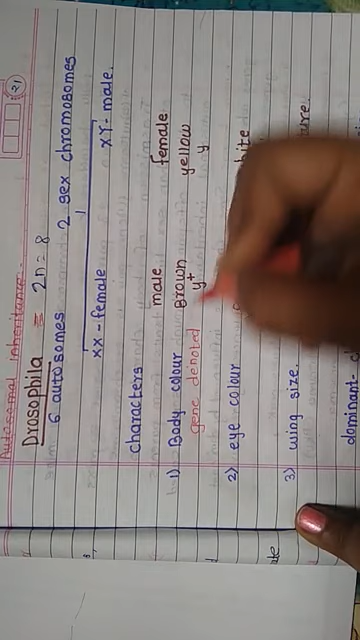 Autosomal Inheritance.
Drosophila = 2n = 8
6 autosomes 2 sex chromosomes
xx - female xY - male.
characters male female
1) Body colour Brown yellow
gene denoted y+ y
2) eye colour
3) wing size.
dominant-